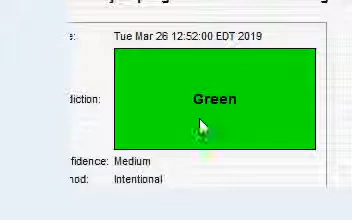 e: Tue Mar 26 12:52:00 EDT 2019
diction: Green
fidence: Medium
hod: Intentional